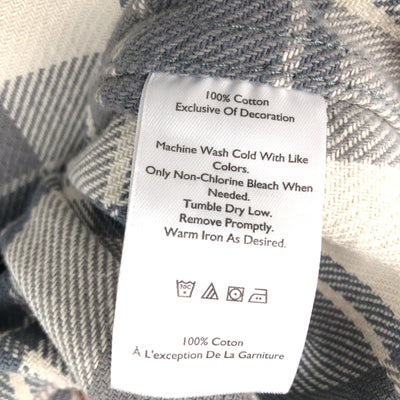 100% Cotton
Exclusive Of Decoration
Machine Wash Cold With Like
Colors.
Only Non-Chlorine Bleach When
Needed.
Tumble Dry Low.
Remove Promptly.
Warm Iron As Desired.
100% Coton
À L'exception De La Garniture